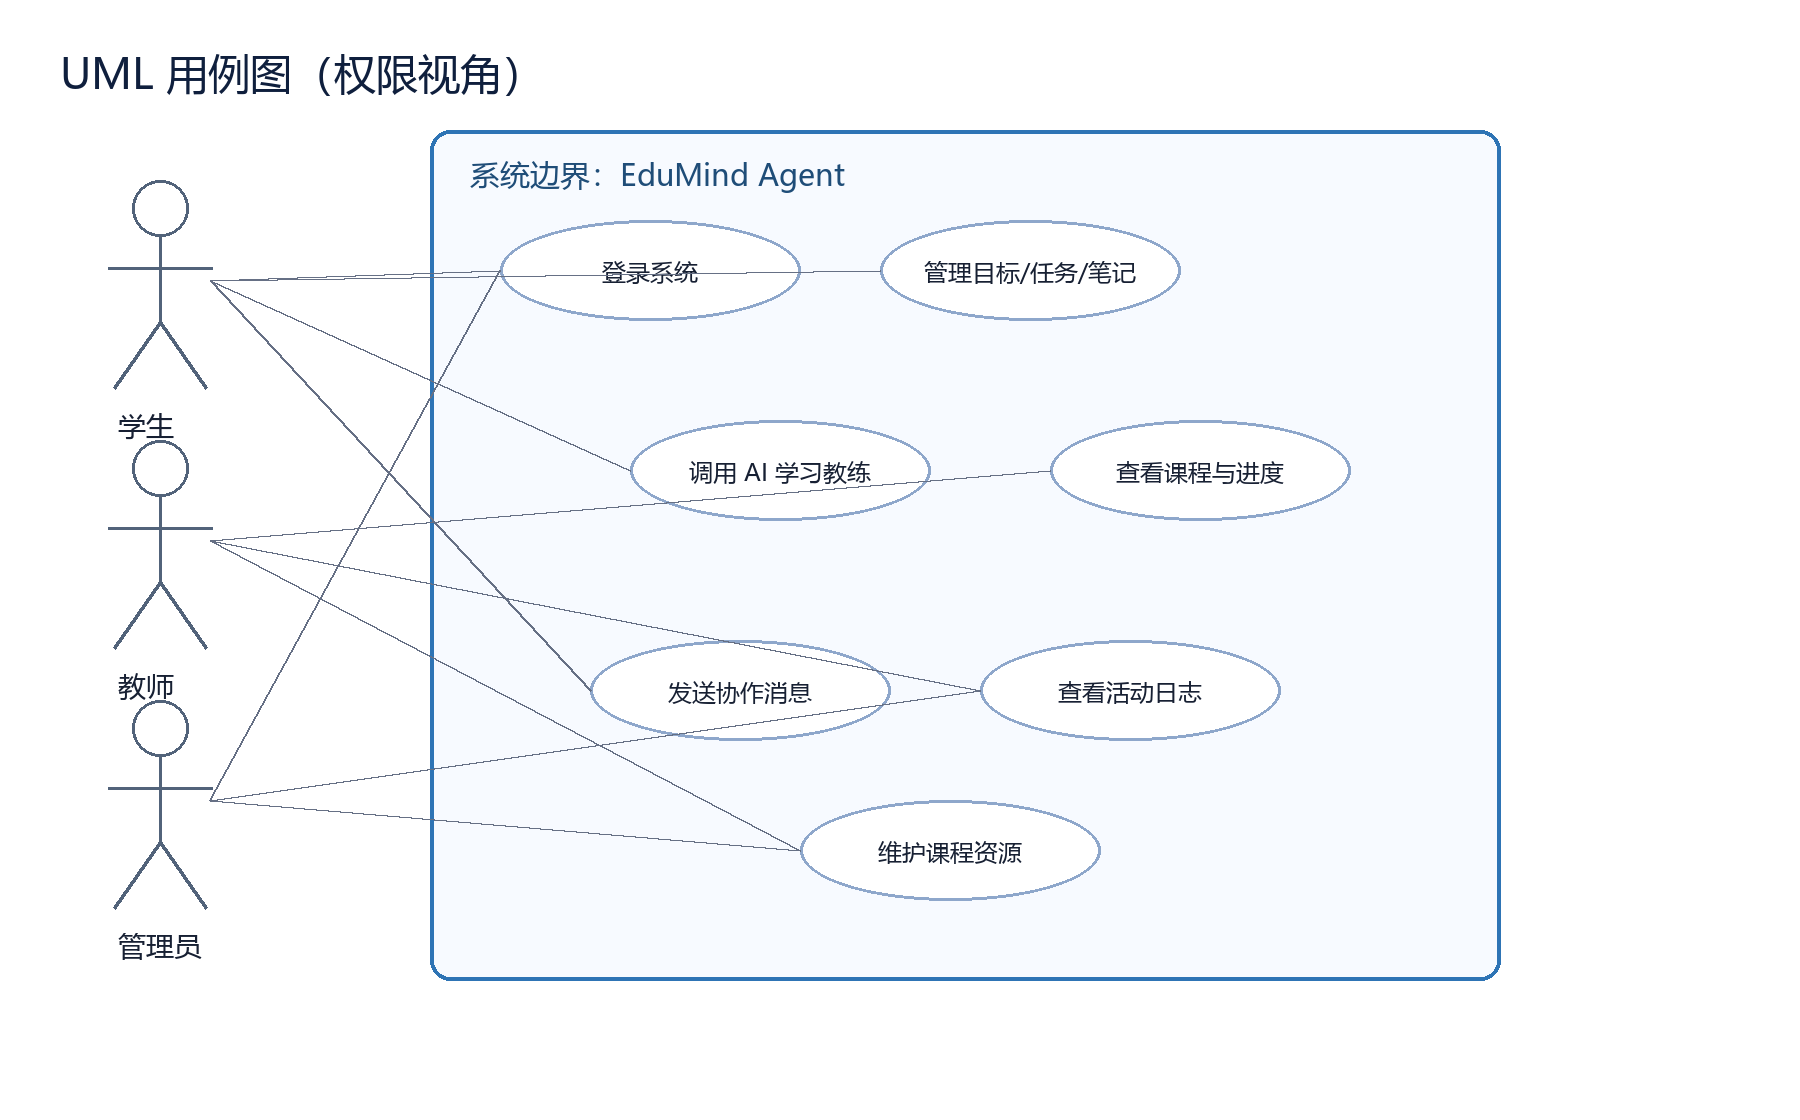 UML 用例图（权限视角）
系统边界：EduMind Agent
登录系统
管理目标/任务/笔记
学生
调用 AI 学习教练
查看课程与进度
教师
发送协作消息
查看活动日志
维护课程资源
管理员